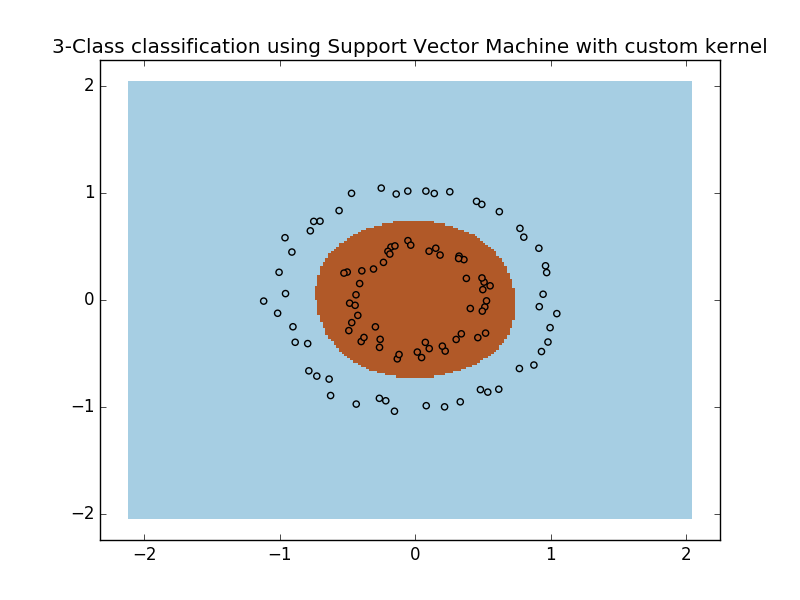 3-Class classification using Support Vector Machine with custom kernel
2
1
0
−1
−2
−2 −1 0 1 2